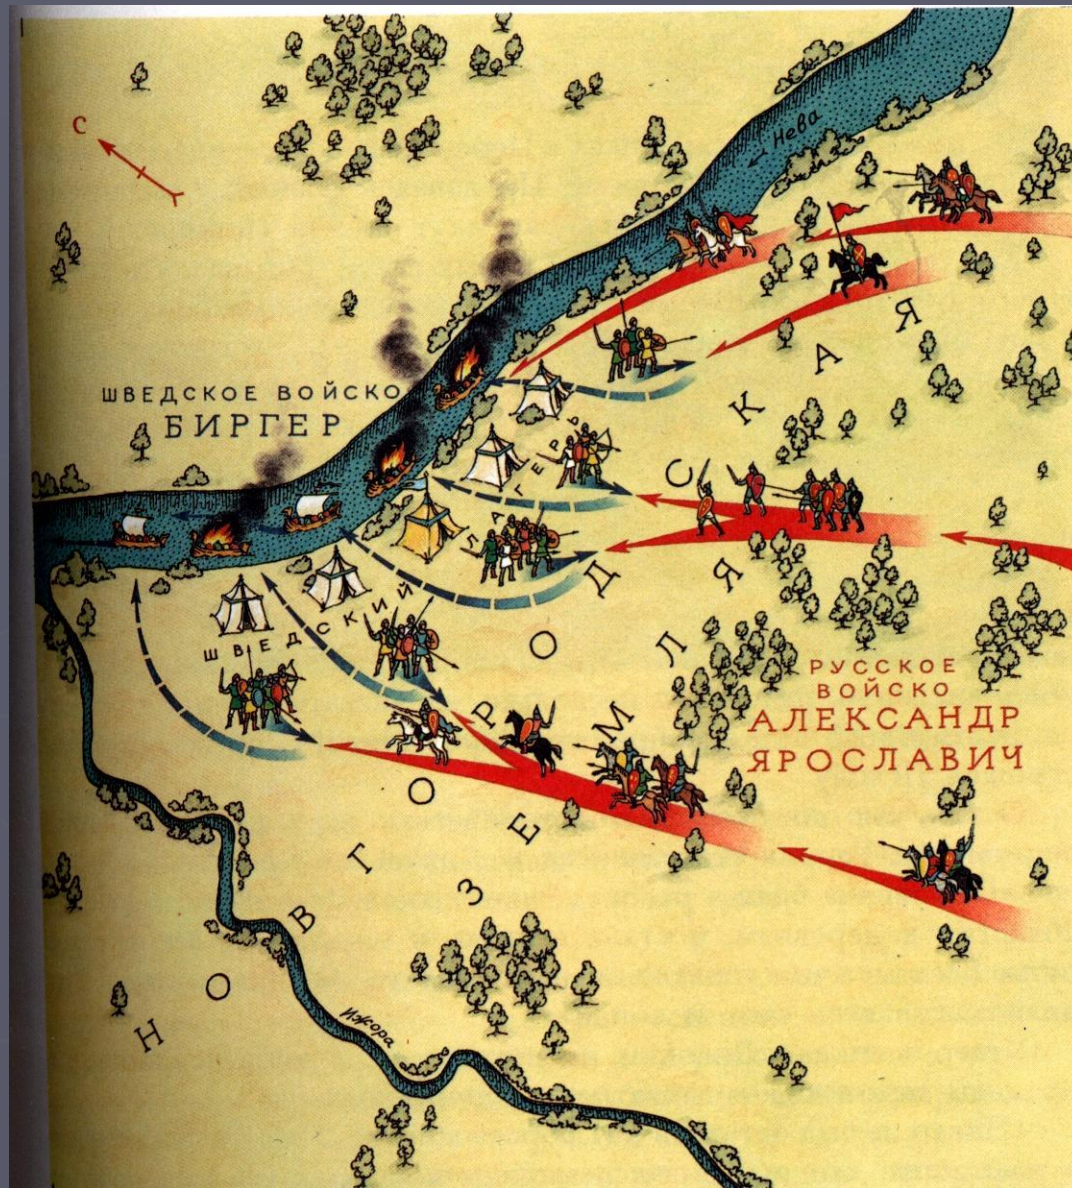 С
Нева
ШВЕДСКОЕ ВОЙСКО
БИРГЕР
ШВЕДСКИЙ ЛАГЕРЬ
НОВГОРОДСКАЯ
ЗЕМЛЯ
РУССКОЕ
ВОЙСКО
АЛЕКСАНДР
ЯРОСЛАВИЧ
Ижора